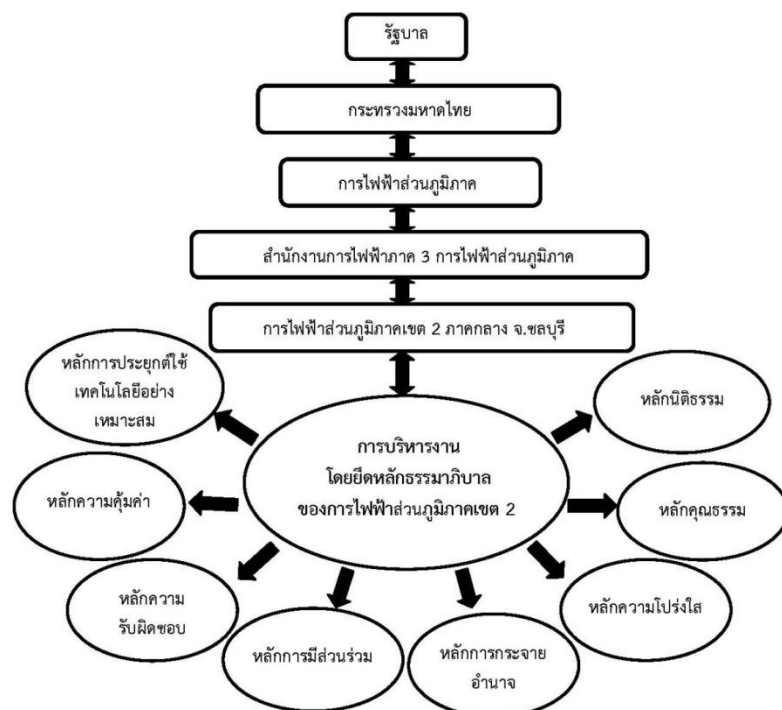 รัฐบาล
กระทรวงมหาดไทย
การไฟฟ้าส่วนภูมิภาค
สำนักงานการไฟฟ้าภาค 3 การไฟฟ้าส่วนภูมิภาค
การไฟฟ้าส่วนภูมิภาคเขต 2 ภาคกลาง จ.ชลบุรี
หลักการประยุกต์ใช้
เทคโนโลยีอย่าง
เหมาะสม
หลักนิติธรรม
การบริหารงาน
โดยยึดหลักธรรมาภิบาล
ของการไฟฟ้าส่วนภูมิภาคเขต 2
หลักความคุ้มค่า
หลักคุณธรรม
หลักความ
รับผิดชอบ
หลักความโปร่งใส
หลักการมีส่วนร่วม
หลักการกระจาย
อำนาจ